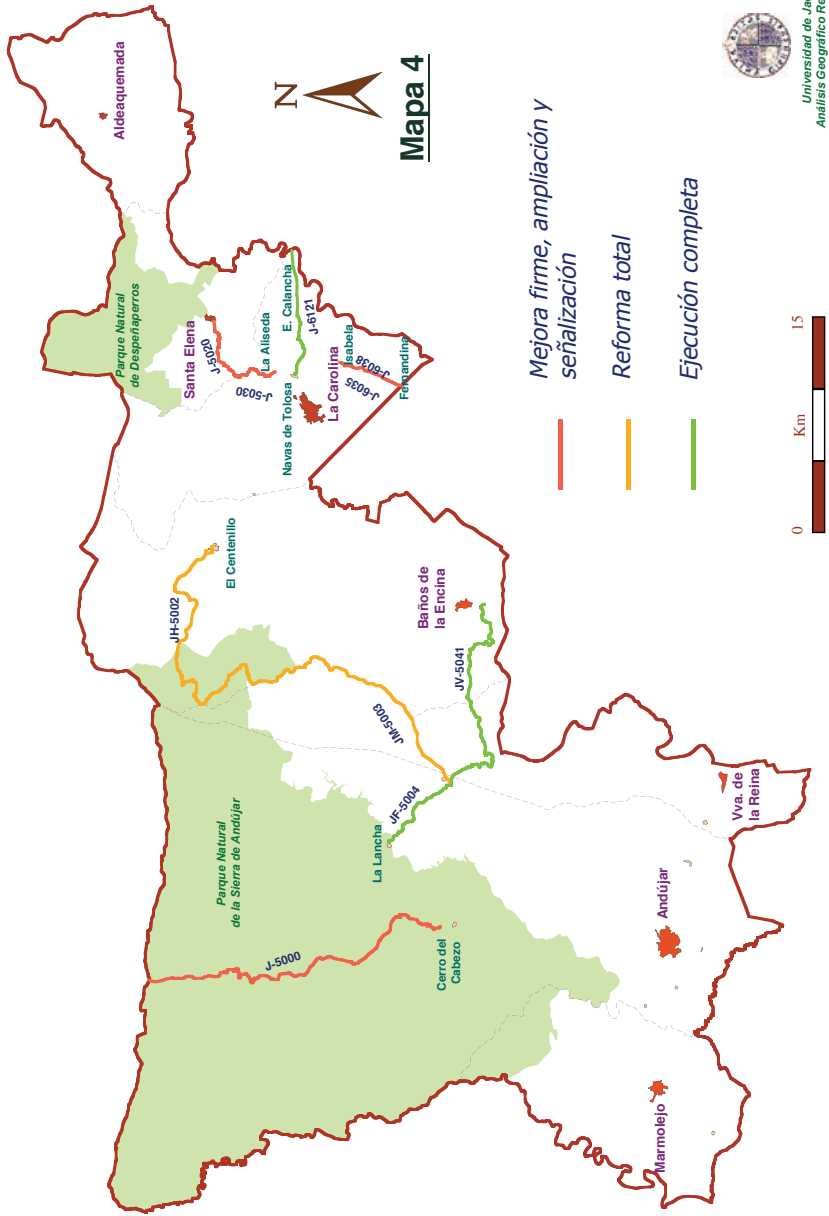 Aldeaquemada
N
Mapa 4
Parque Natural
de Despeñaperros
Santa Elena
J-5020
J-5030
La Aliseda
E. Calancha
J-6121
Navas de Tolosa
La Carolina
Isabela
J-6038
J-6035
Fernandina
El Centenillo
JH-5002
Baños de
la Encina
JV-5041
JM-5003
JF-5004
La Lancha
Parque Natural
de la Sierra de Andújar
J-5000
Cerro del
Cabezo
Vva. de
la Reina
Andújar
Marmolejo
Mejora firme, ampliación y
señalización
Reforma total
Ejecución completa
0 Km 15
Universidad de Jaé
Análisis Geográfico Re